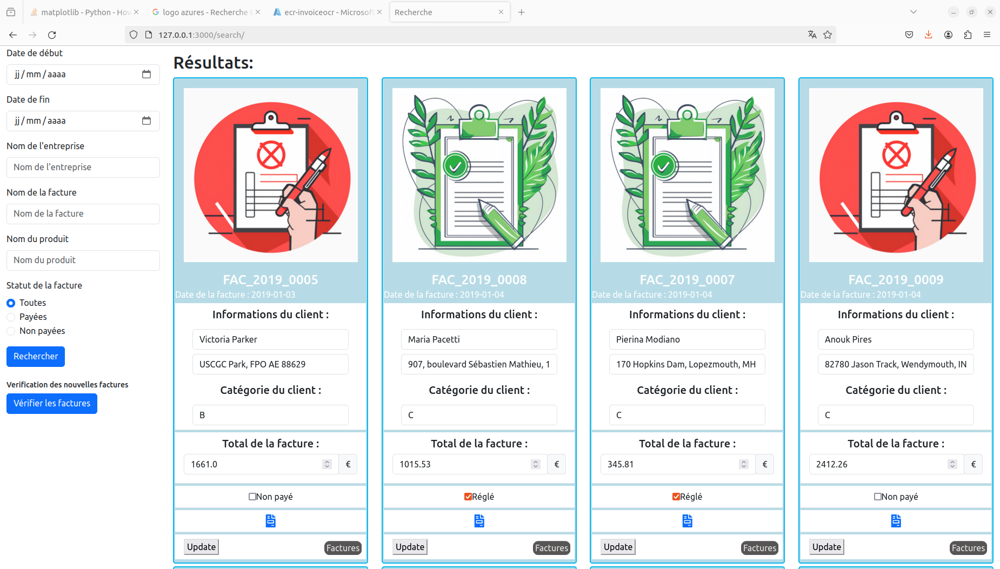 matplotlib - Python - How
logo azures - Recherche G
ecr-invoiceocr - Microsoft
Recherche
127.0.0.1:3000/search/
Date de début
jj / mm / aaaa
Date de fin
jj / mm / aaaa
Nom de l'entreprise
Nom de l'entreprise
Nom de la facture
Nom de la facture
Nom du produit
Nom du produit
Statut de la facture
Toutes
Payées
Non payées
Rechercher
Verification des nouvelles factures
Vérifier les factures
Résultats:
FAC_2019_0005
Date de la facture : 2019-01-03
Informations du client :
Victoria Parker
USCGC Park, FPO AE 88629
Catégorie du client :
B
Total de la facture :
1661.0 €
Non payé
Update Factures
FAC_2019_0008
Date de la facture : 2019-01-04
Informations du client :
Maria Pacetti
907, boulevard Sébastien Mathieu, 1
Catégorie du client :
C
Total de la facture :
1015.53 €
Réglé
Update Factures
FAC_2019_0007
Date de la facture : 2019-01-04
Informations du client :
Pierina Modiano
170 Hopkins Dam, Lopezmouth, MH
Catégorie du client :
C
Total de la facture :
345.81 €
Réglé
Update Factures
FAC_2019_0009
Date de la facture : 2019-01-04
Informations du client :
Anouk Pires
82780 Jason Track, Wendymouth, IN
Catégorie du client :
C
Total de la facture :
2412.26 €
Non payé
Update Factures